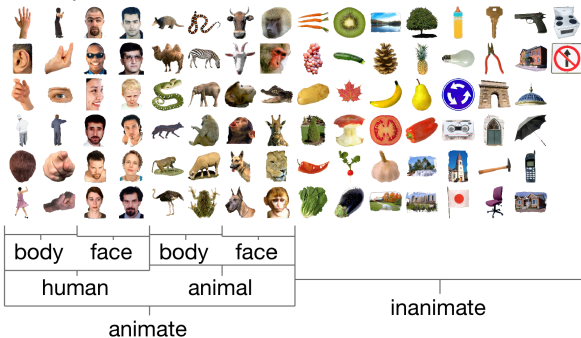 body face body face
human animal
inanimate
animate